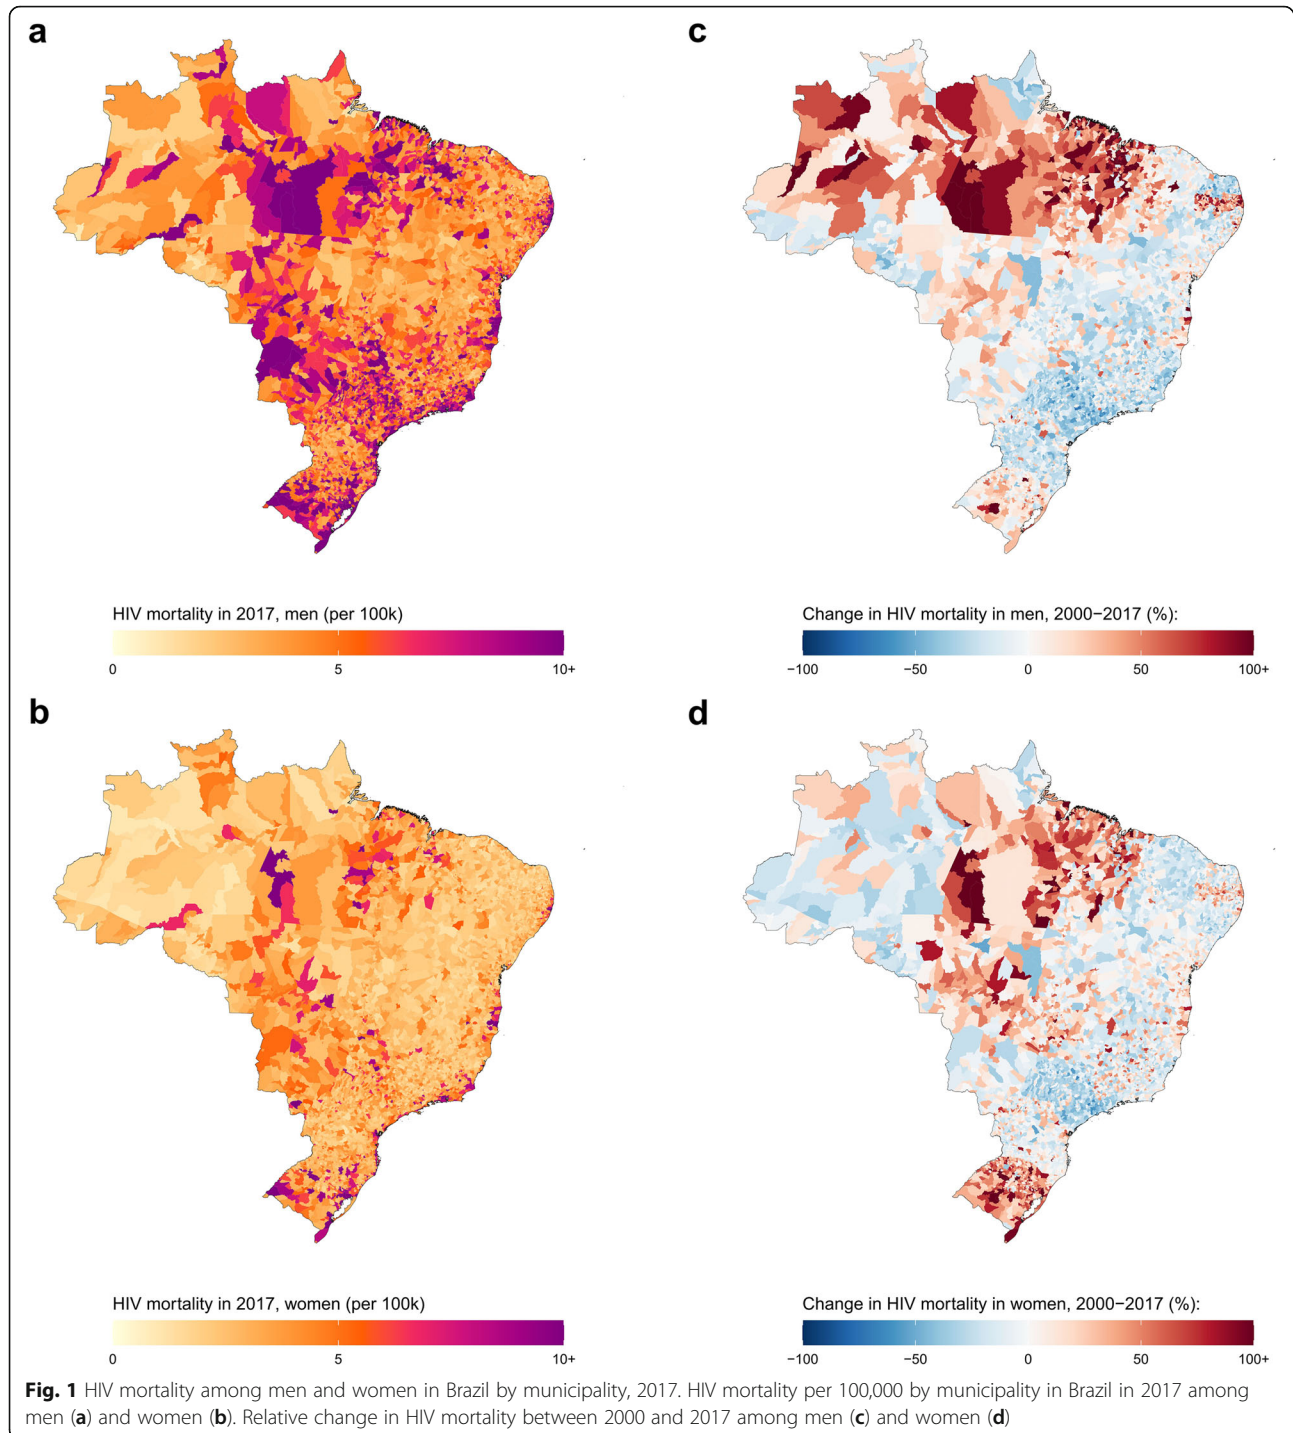 a
c
HIV mortality in 2017, men (per 100k)
0 5 10+
Change in HIV mortality in men, 2000−2017 (%):
−100 −50 0 50 100+
b
d
HIV mortality in 2017, women (per 100k)
0 5 10+
Change in HIV mortality in women, 2000−2017 (%):
−100 −50 0 50 100+
Fig. 1 HIV mortality among men and women in Brazil by municipality, 2017. HIV mortality per 100,000 by municipality in Brazil in 2017 among
men (a) and women (b). Relative change in HIV mortality between 2000 and 2017 among men (c) and women (d)